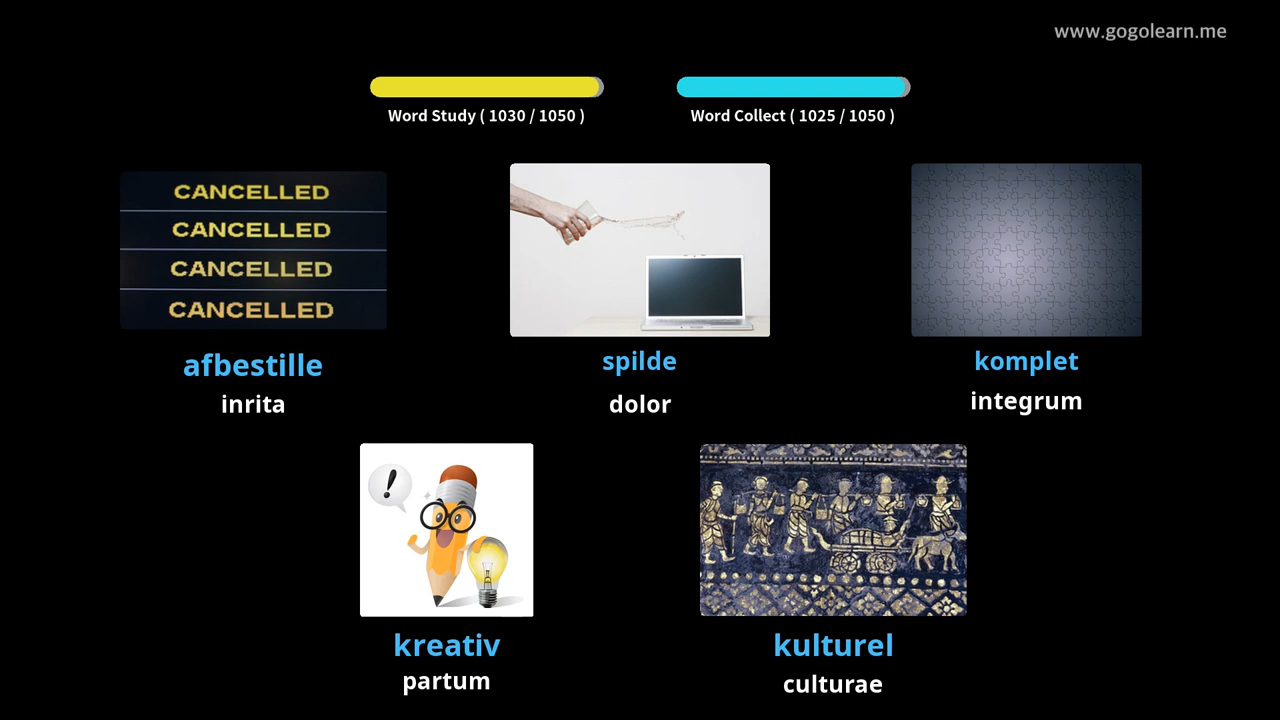 www.gogolearn.me
Word Study ( 1030 / 1050 )
Word Collect ( 1025 / 1050 )
CANCELLED
CANCELLED
CANCELLED
CANCELLED
afbestille
inrita
spilde
dolor
komplet
integrum
!
kreativ
partum
kulturel
culturae